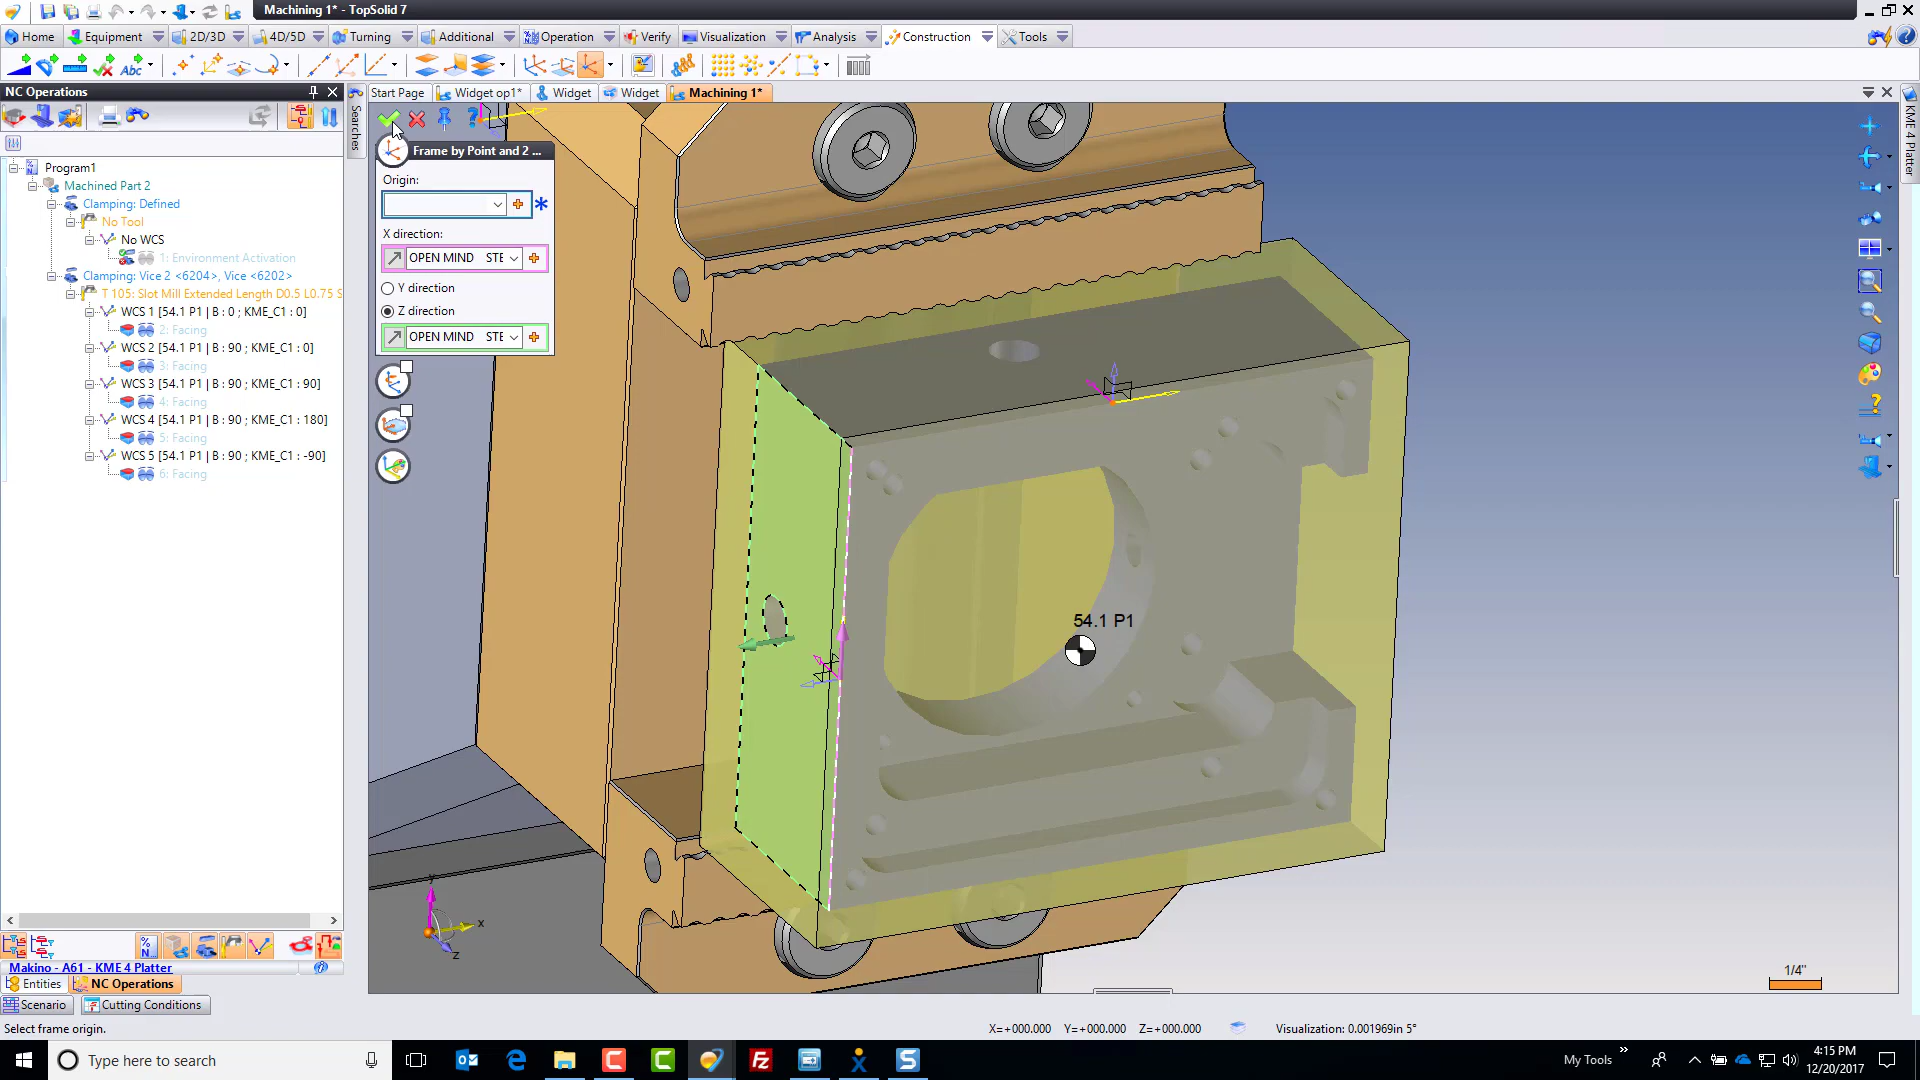 Machining 1* - TopSolid 7
Home
Equipment
2D/3D
4D/5D
Turning
Additional
Operation
Verify
Visualization
Analysis
Construction
Tools
Abc
NC Operations
Searches
Start Page
Widget op1*
Widget
Widget
Machining 1*
KME 4 Platter
Frame by Point and 2 ...
Origin:
X direction:
OPEN MIND STE
Y direction
Z direction
OPEN MIND STE
Program1
Machined Part 2
Clamping: Defined
No Tool
No WCS
1: Environment Activation
Clamping: Vice 2 <6204>, Vice <6202>
T 105: Slot Mill Extended Length D0.5 L0.75 S
WCS 1 [54.1 P1 | B : 0 ; KME_C1 : 0]
2: Facing
WCS 2 [54.1 P1 | B : 90 ; KME_C1 : 0]
3: Facing
WCS 3 [54.1 P1 | B : 90 ; KME_C1 : 90]
4: Facing
WCS 4 [54.1 P1 | B : 90 ; KME_C1 : 180]
5: Facing
WCS 5 [54.1 P1 | B : 90 ; KME_C1 : -90]
6: Facing
54.1 P1
Y
X
Z
1/4"
Makino - A61 - KME 4 Platter
Entities
NC Operations
Scenario
Cutting Conditions
Select frame origin.
X=+000.000 Y=+000.000 Z=+000.000
Visualization: 0.001969in 5°
Type here to search
My Tools
4:15 PM
12/20/2017